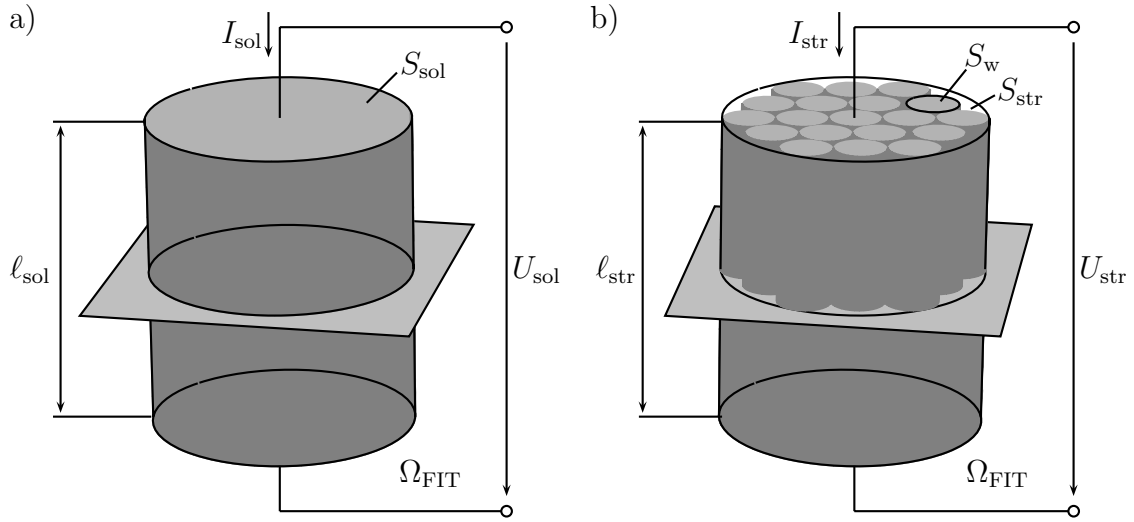 a)
I_sol
S_sol
ℓ_sol
U_sol
Ω_FIT
b)
I_str
S_w
S_str
ℓ_str
U_str
Ω_FIT